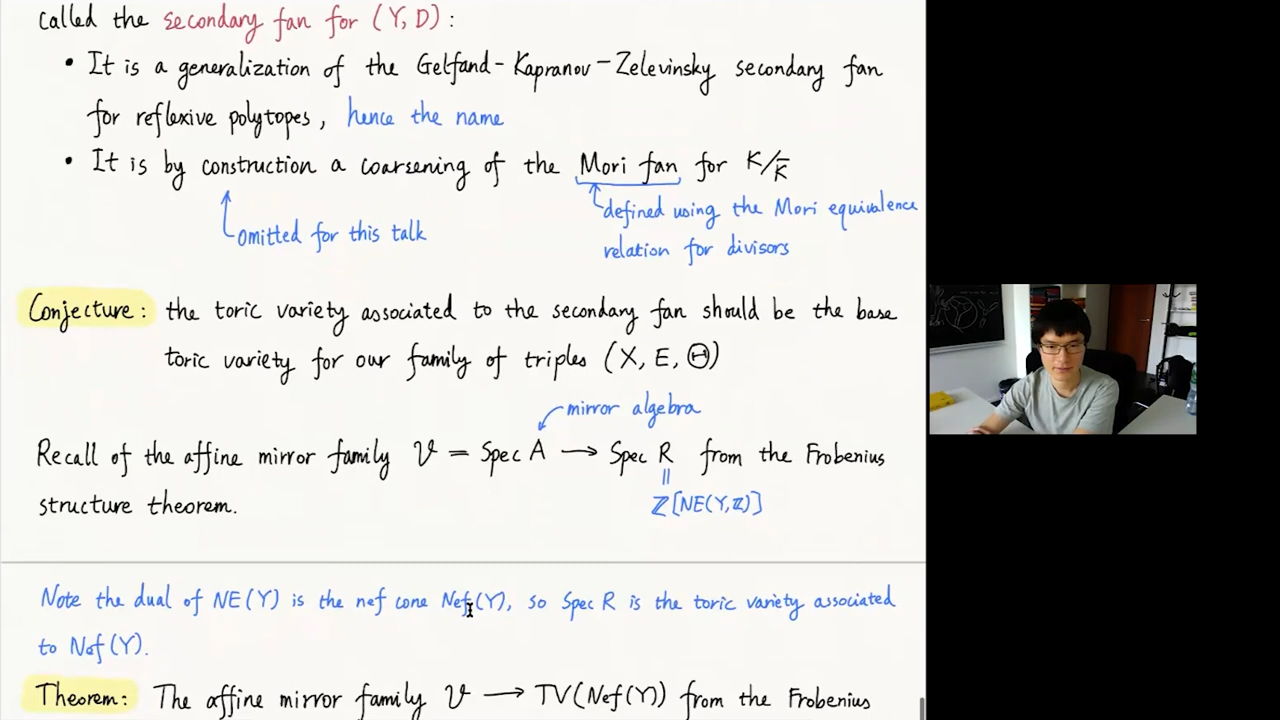 called the secondary fan for (Y, D):
• It is a generalization of the Gelfand-Kapranov-Zelevinsky secondary fan
for reflexive polytopes, hence the name
• It is by construction a coarsening of the Mori fan for K/K̅
defined using the Mori equivalence
omitted for this talk
relation for divisors
Conjecture: the toric variety associated to the secondary fan should be the base
toric variety for our family of triples (X, E, Θ)
mirror algebra
Recall of the affine mirror family V = Spec A → Spec R from the Frobenius
||
structure theorem. Z[NE(Y,Z)]
Note the dual of NE(Y) is the nef cone Nef(Y), so Spec R is the toric variety associated
to Nef(Y).
Theorem: The affine mirror family V → TV(Nef(Y)) from the Frobenius